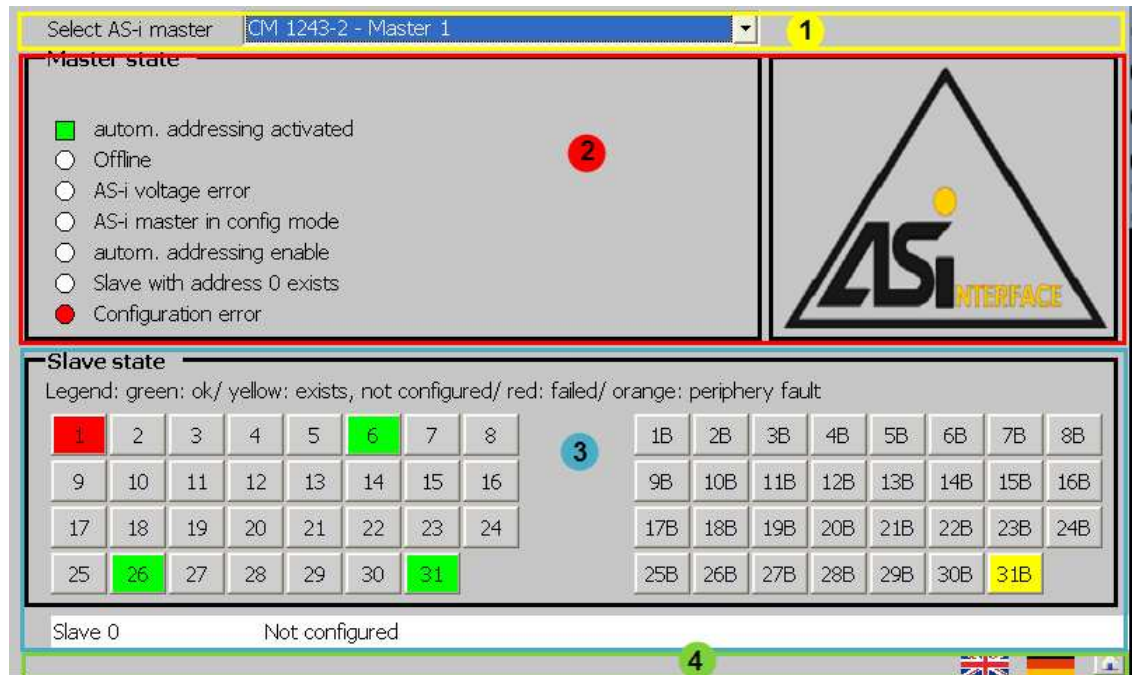 Select AS-i master CM 1243-2 - Master 1 1
Master state
autom. addressing activated
Offline
2
AS-i voltage error
AS-i master in config mode
autom. addressing enable
Slave with address 0 exists
Configuration error
ASi INTERFACE
Slave state
Legend: green: ok/ yellow: exists, not configured/ red: failed/ orange: periphery fault
1 2 3 4 5 6 7 8 1B 2B 3B 4B 5B 6B 7B 8B
3
9 10 11 12 13 14 15 16 9B 10B 11B 12B 13B 14B 15B 16B
17 18 19 20 21 22 23 24 17B 18B 19B 20B 21B 22B 23B 24B
25 26 27 28 29 30 31 25B 26B 27B 28B 29B 30B 31B
Slave 0 Not configured
4